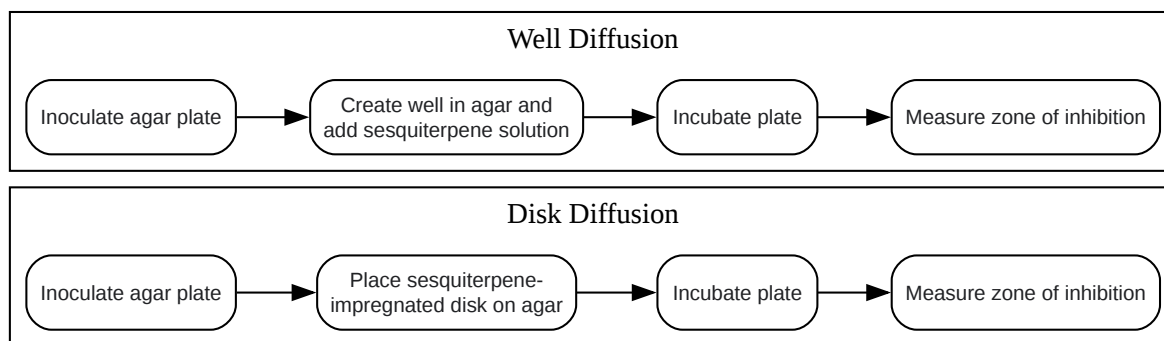 Well Diffusion
Inoculate agar plate
Create well in agar and
add sesquiterpene solution
Incubate plate
Measure zone of inhibition
Disk Diffusion
Inoculate agar plate
Place sesquiterpene-
impregnated disk on agar
Incubate plate
Measure zone of inhibition